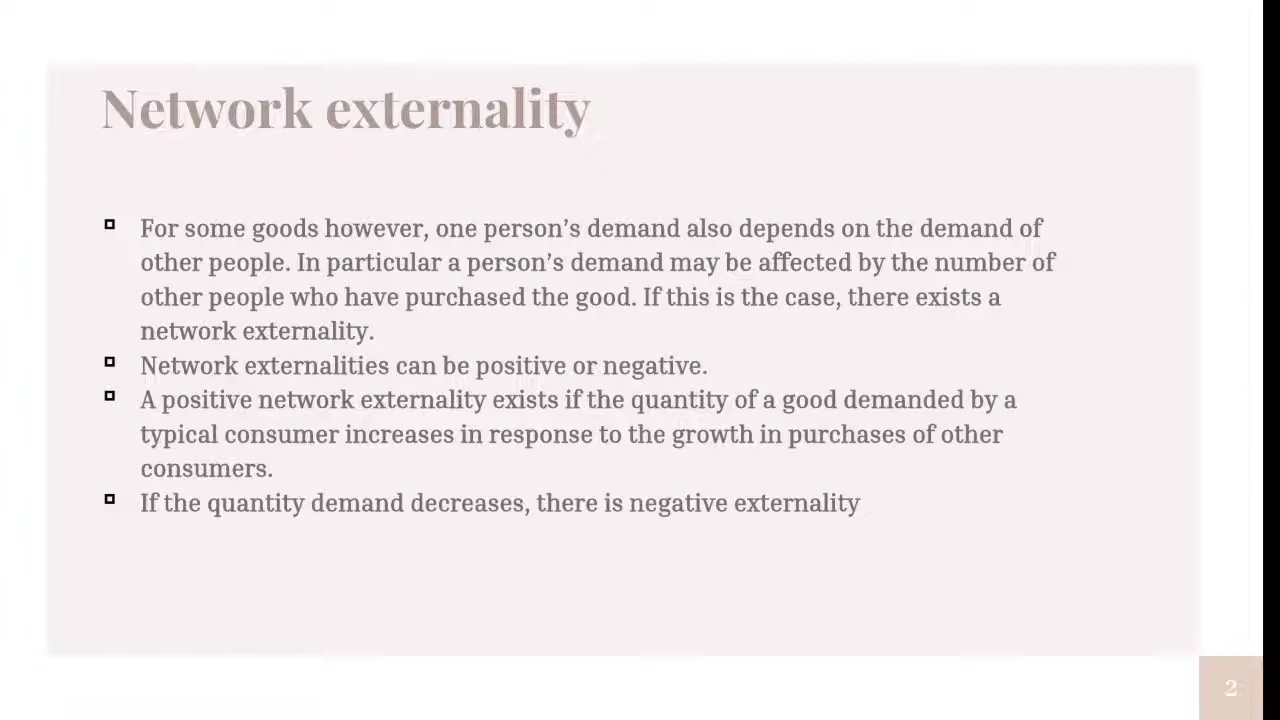 Network externality
For some goods however, one person’s demand also depends on the demand of
other people. In particular a person’s demand may be affected by the number of
other people who have purchased the good. If this is the case, there exists a
network externality.
Network externalities can be positive or negative.
A positive network externality exists if the quantity of a good demanded by a
typical consumer increases in response to the growth in purchases of other
consumers.
If the quantity demand decreases, there is negative externality
2